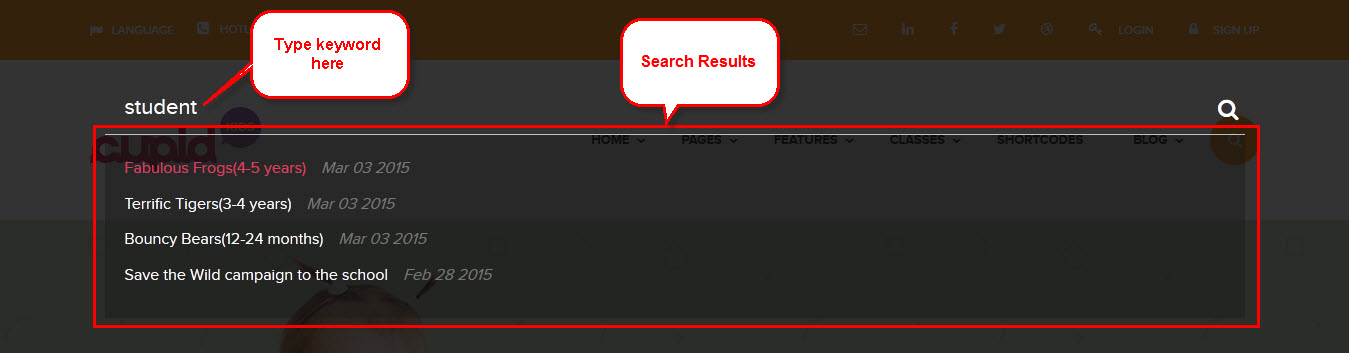 LANGUAGE HOTL LOGIN SIGN UP
Type keyword
here
Search Results
student
KIDS
cupid
HOME PAGES FEATURES CLASSES SHORTCODES BLOG
Fabulous Frogs(4-5 years) Mar 03 2015
Terrific Tigers(3-4 years) Mar 03 2015
Bouncy Bears(12-24 months) Mar 03 2015
Save the Wild campaign to the school Feb 28 2015